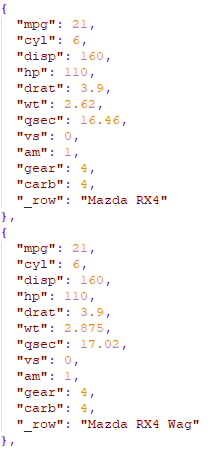 {
"mpg": 21,
"cyl": 6,
"disp": 160,
"hp": 110,
"drat": 3.9,
"wt": 2.62,
"qsec": 16.46,
"vs": 0,
"am": 1,
"gear": 4,
"carb": 4,
"_row": "Mazda RX4"
},
{
"mpg": 21,
"cyl": 6,
"disp": 160,
"hp": 110,
"drat": 3.9,
"wt": 2.875,
"qsec": 17.02,
"vs": 0,
"am": 1,
"gear": 4,
"carb": 4,
"_row": "Mazda RX4 Wag"
},